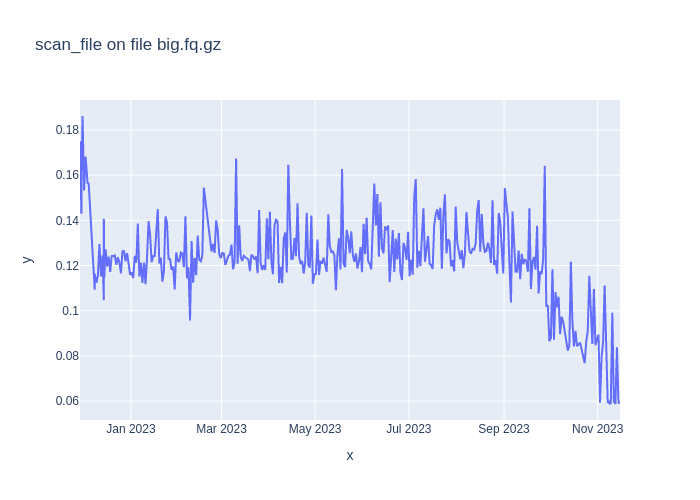 scan_file on file big.fq.gz
0.18
0.16
0.14
0.12
0.1
0.08
0.06
y
Jan 2023
Mar 2023
May 2023
Jul 2023
Sep 2023
Nov 2023
x